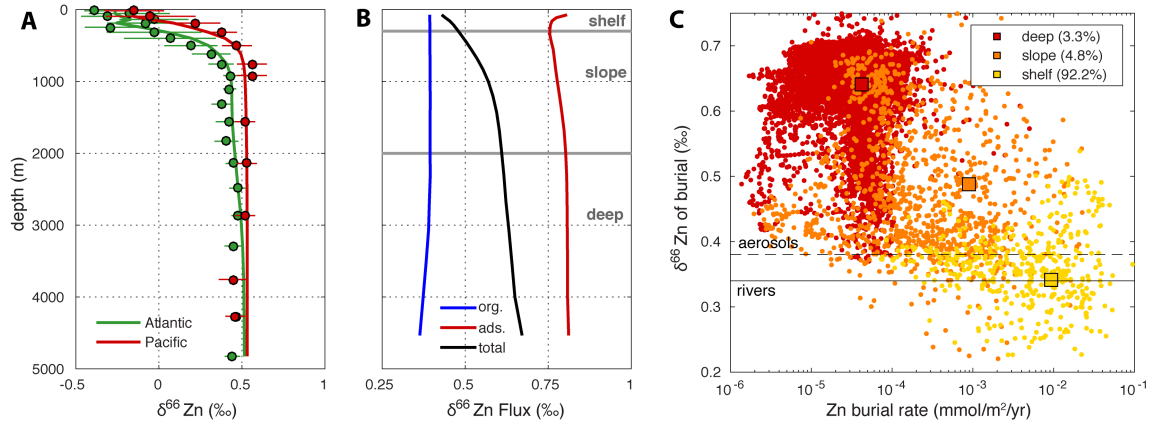 A
0
1000
2000
3000
4000
5000
depth (m)
-0.5
0
0.5
1
δ⁶⁶ Zn (‰)
Atlantic
Pacific
B
shelf
slope
deep
org.
ads.
total
0.25
0.5
0.75
1
δ⁶⁶ Zn Flux (‰)
C
0.7
0.6
0.5
0.4
0.3
0.2
δ⁶⁶ Zn of burial (‰)
deep (3.3%)
slope (4.8%)
shelf (92.2%)
aerosols
rivers
10⁻⁶
10⁻⁵
10⁻⁴
10⁻³
10⁻²
10⁻¹
Zn burial rate (mmol/m²/yr)